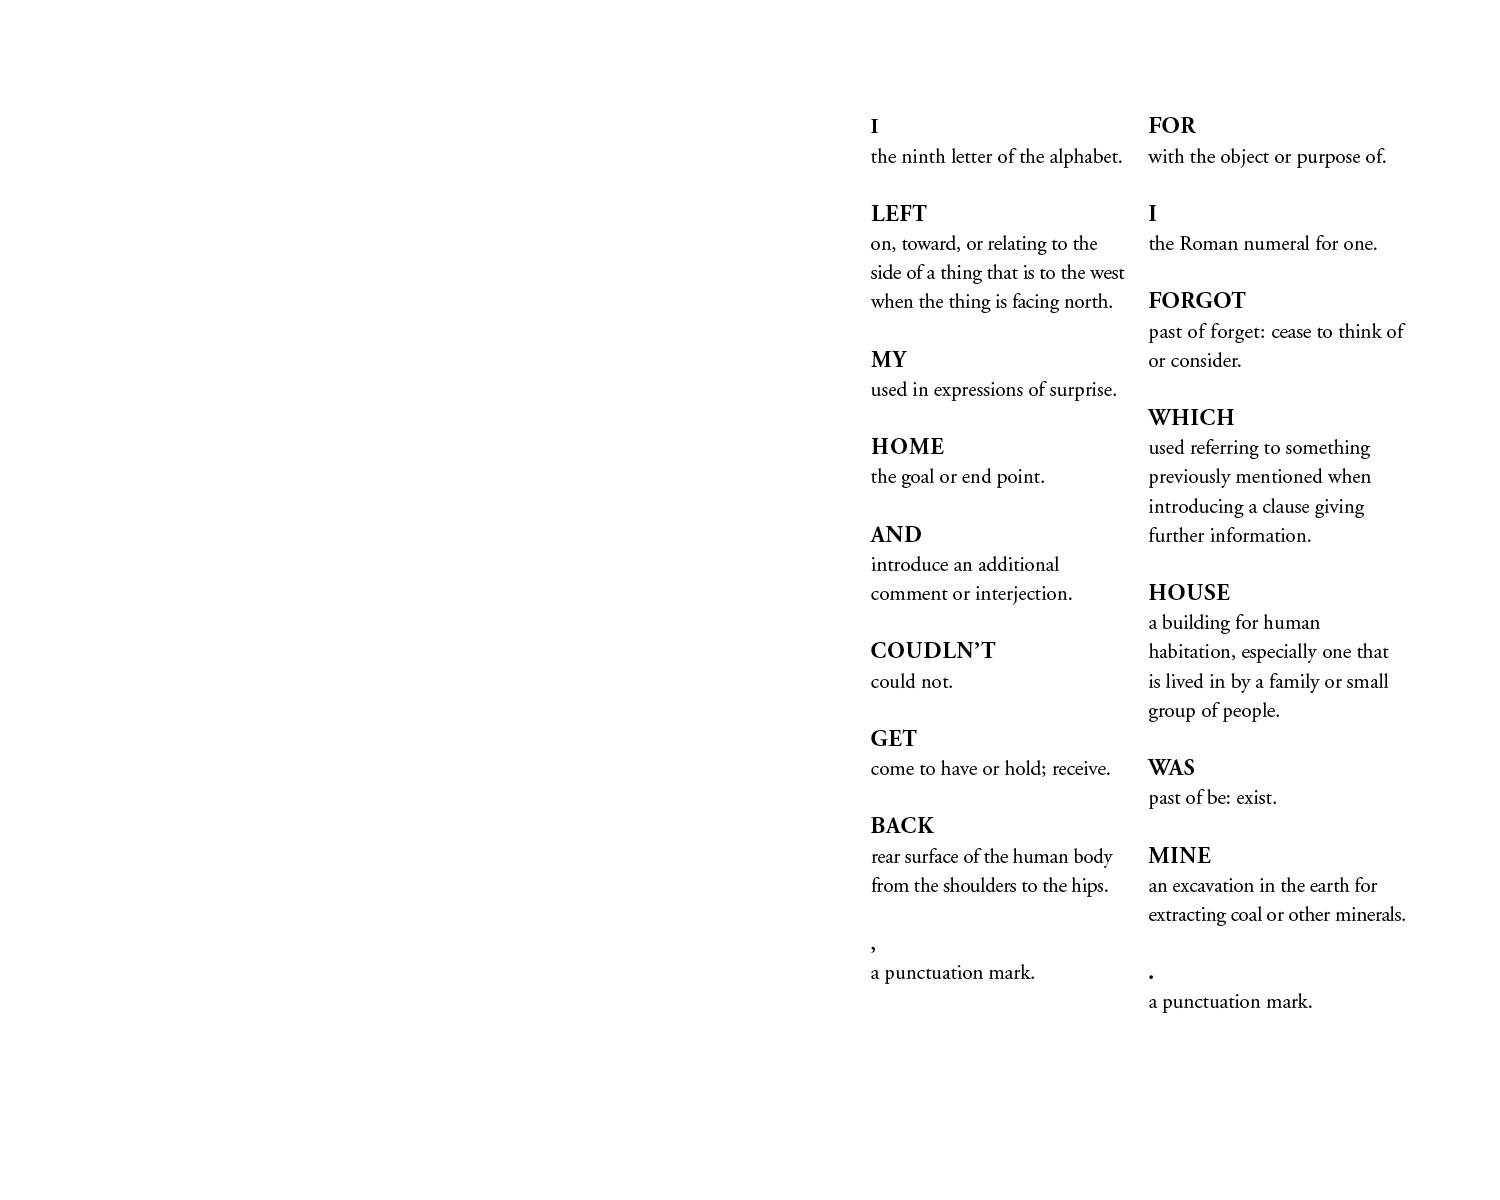 I
the ninth letter of the alphabet.
LEFT
on, toward, or relating to the
side of a thing that is to the west
when the thing is facing north.
MY
used in expressions of surprise.
HOME
the goal or end point.
AND
introduce an additional
comment or interjection.
COUDLN’T
could not.
GET
come to have or hold; receive.
BACK
rear surface of the human body
from the shoulders to the hips.
,
a punctuation mark.
FOR
with the object or purpose of.
I
the Roman numeral for one.
FORGOT
past of forget: cease to think of
or consider.
WHICH
used referring to something
previously mentioned when
introducing a clause giving
further information.
HOUSE
a building for human
habitation, especially one that
is lived in by a family or small
group of people.
WAS
past of be: exist.
MINE
an excavation in the earth for
extracting coal or other minerals.
.
a punctuation mark.